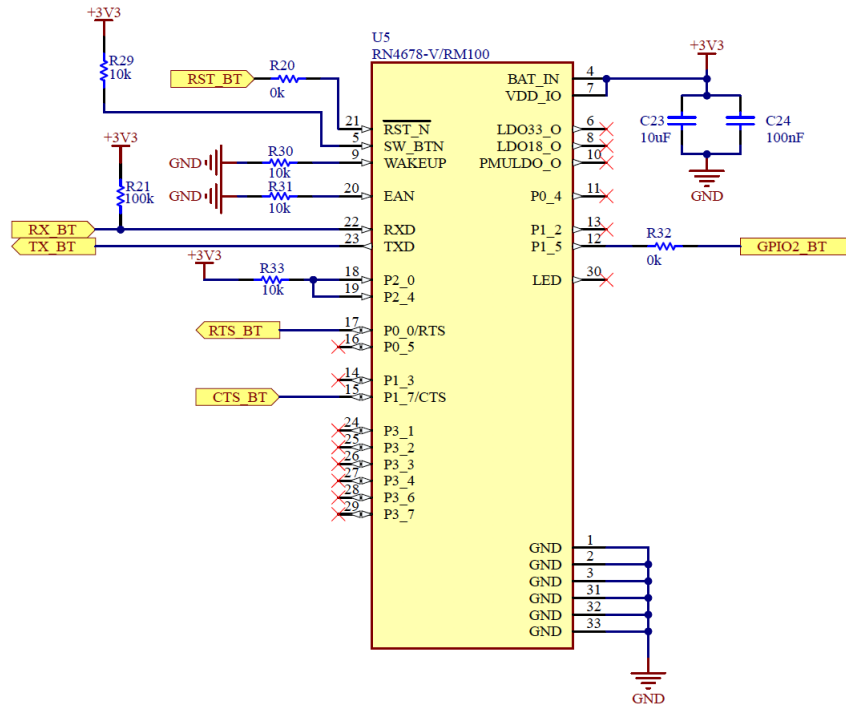 +3V3
U5
RN4678-V/RM100
R29
10k
RST_BT
R20
0k
+3V3
R30
10k
GND
R31
10k
GND
R21
100k
RX_BT
TX_BT
+3V3
R33
10k
RTS_BT
CTS_BT
21 RST_N
5 SW_BTN
9 WAKEUP
20 EAN
22 RXD
23 TXD
18 P2_0
19 P2_4
17 P0_0/RTS
16 P0_5
14 P1_3
15 P1_7/CTS
24 P3_1
25 P3_2
26 P3_3
27 P3_4
28 P3_6
29 P3_7
BAT_IN 4
VDD_IO 7
LDO33_O 6
LDO18_O 8
PMULDO_O 10
P0_4 11
P1_2 13
P1_5 12
LED 30
GND 1
GND 2
GND 3
GND 31
GND 32
GND 33
+3V3
C23
10uF
C24
100nF
GND
R32
0k
GPIO2_BT
GND